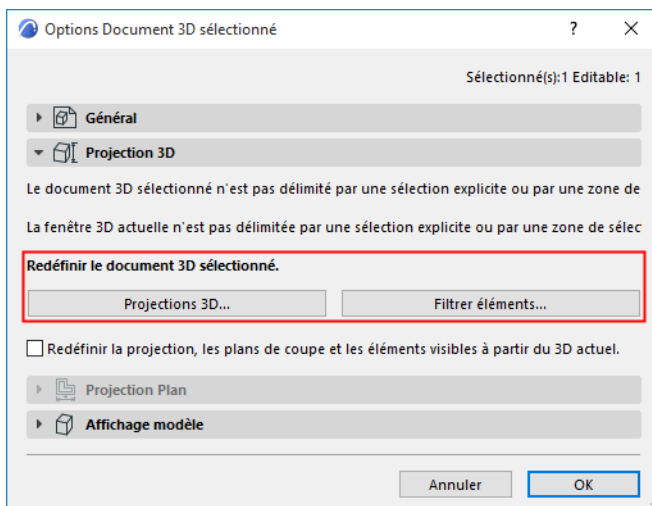 Options Document 3D sélectionné
?
Sélectionné(s):1 Editable: 1
Général
Projection 3D
Le document 3D sélectionné n'est pas délimité par une sélection explicite ou par une zone de
La fenêtre 3D actuelle n'est pas délimitée par une sélection explicite ou par une zone de sélec
Redéfinir le document 3D sélectionné.
Projections 3D... Filtrer éléments...
Redéfinir la projection, les plans de coupe et les éléments visibles à partir du 3D actuel.
Projection Plan
Affichage modèle
Annuler OK